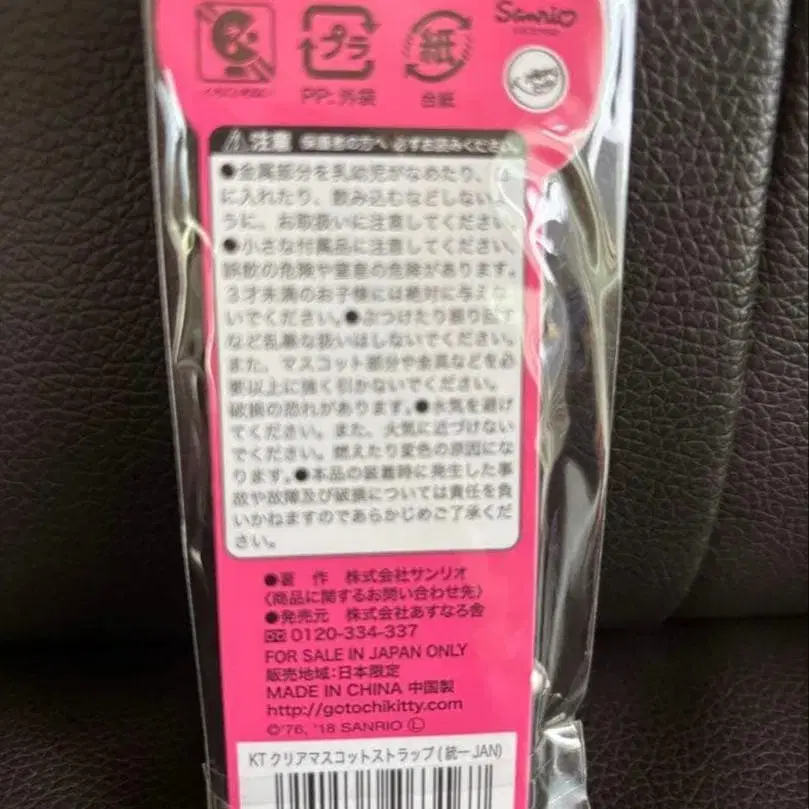 Sanrio
プラ
紙
PP: 外袋
台紙
注意 保護者の方へ 必ずお読みください
●金属部分を乳幼児がなめたり、口
に入れたり、飲み込むなどしないよ
うに、お取扱いに注意してください。
●小さな付属品に注意してください。
誤飲の危険や窒息の危険があります。
3才未満のお子様には絶対に与えな
いでください。●ぶつけたり振り回す
など乱暴な扱いはしないでください。
また、マスコット部分や金具などを必
要以上に強く引かないでください。
破損の恐れがあります。●水気を避け
てください。また、火気に近づけない
でください。燃えたり変色の原因にな
ります。●本品の装着時に発生した事
故や故障及び破損については責任を負
いかねますのであらかじめご了承くださ
い。
●著 作 株式会社サンリオ
〈商品に関するお問い合わせ先〉
●発売元 株式会社あすなろ舎
0120-334-337
FOR SALE IN JAPAN ONLY
販売地域:日本限定
MADE IN CHINA 中国製
http://gotochikitty.com
©'76, '18 SANRIO Ⓛ
KT クリアマスコットストラップ(統一JAN)